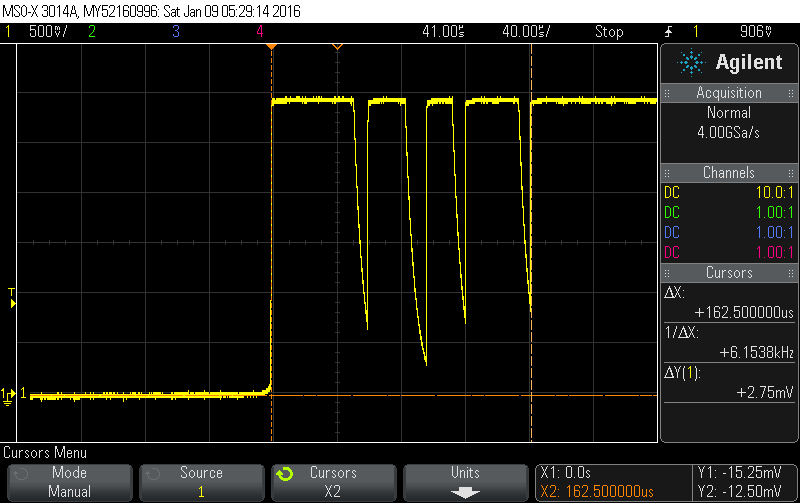 MSO-X 3014A, MY52160996: Sat Jan 09 05:29:14 2016
1 500mV/ 2 3 4 41.00us 40.00us/ Stop 1 906mV
Agilent
Acquisition
Normal
4.00GSa/s
Channels
DC 10.0:1
DC 1.00:1
DC 1.00:1
DC 1.00:1
Cursors
ΔX:
+162.500000us
1/ΔX:
+6.1538kHz
ΔY(1):
+2.75mV
T
1
Cursors Menu
Mode
Manual
Source
1
Cursors
X2
Units
X1: 0.0s
X2: 162.500000us
Y1: -15.25mV
Y2: -12.50mV